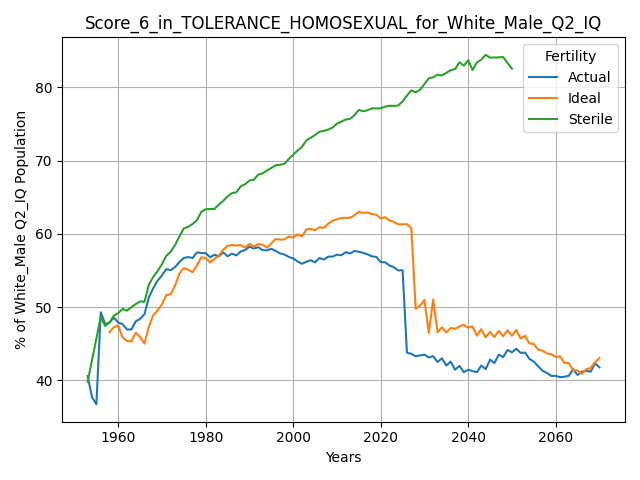 Score_6_in_TOLERANCE_HOMOSEXUAL_for_White_Male_Q2_IQ
% of White_Male Q2_IQ Population
80
70
60
50
40
Fertility
Actual
Ideal
Sterile
1960
1980
2000
2020
2040
2060
Years